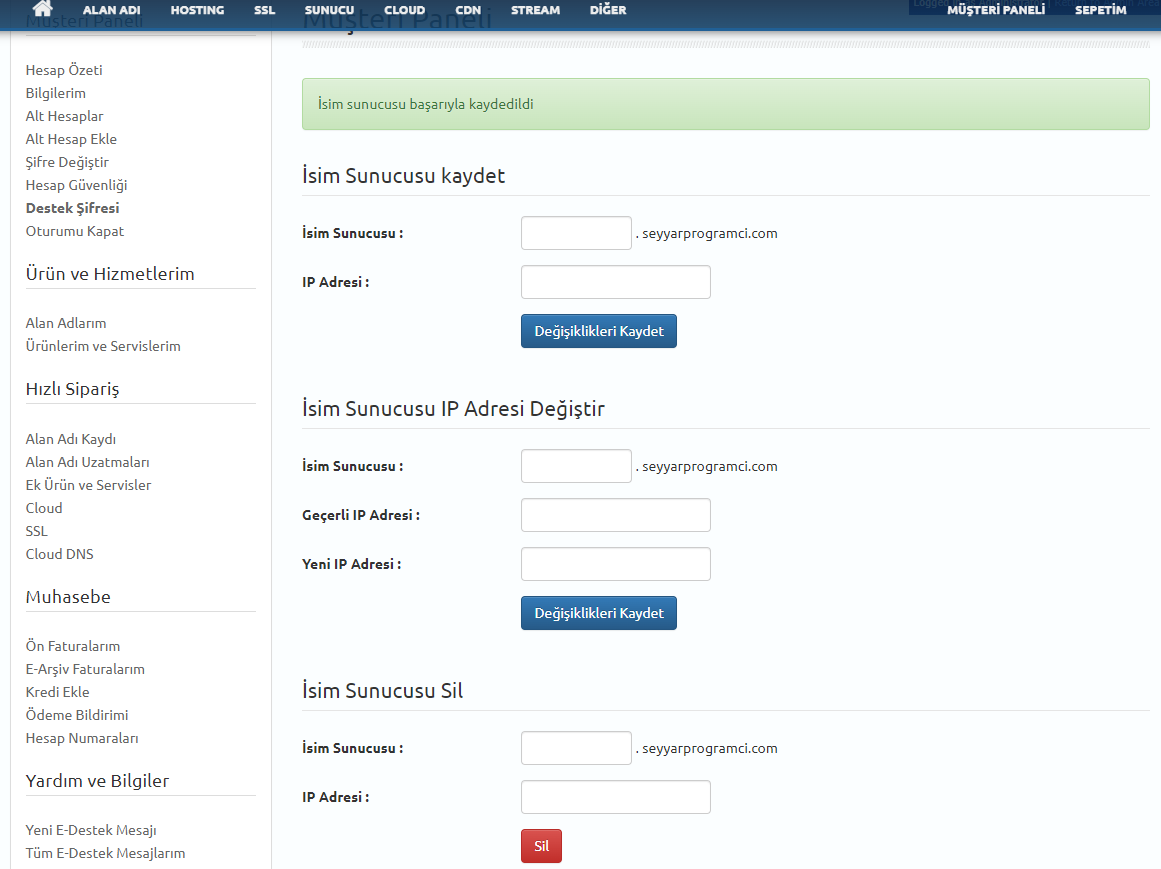 ALAN ADI HOSTING SSL SUNUCU CLOUD CDN STREAM DİĞER MÜŞTERİ PANELİ SEPETİM
Müşteri Paneli
Müşteri Paneli
Hesap Özeti
Bilgilerim
Alt Hesaplar
Alt Hesap Ekle
Şifre Değiştir
Hesap Güvenliği
Destek Şifresi
Oturumu Kapat
Ürün ve Hizmetlerim
Alan Adlarım
Ürünlerim ve Servislerim
Hızlı Sipariş
Alan Adı Kaydı
Alan Adı Uzatmaları
Ek Ürün ve Servisler
Cloud
SSL
Cloud DNS
Muhasebe
Ön Faturalarım
E-Arşiv Faturalarım
Kredi Ekle
Ödeme Bildirimi
Hesap Numaraları
Yardım ve Bilgiler
Yeni E-Destek Mesajı
Tüm E-Destek Mesajlarım
İsim sunucusu başarıyla kaydedildi
İsim Sunucusu kaydet
İsim Sunucusu : . seyyarprogramci.com
IP Adresi :
Değişiklikleri Kaydet
İsim Sunucusu IP Adresi Değiştir
İsim Sunucusu : . seyyarprogramci.com
Geçerli IP Adresi :
Yeni IP Adresi :
Değişiklikleri Kaydet
İsim Sunucusu Sil
İsim Sunucusu : . seyyarprogramci.com
IP Adresi :
Sil